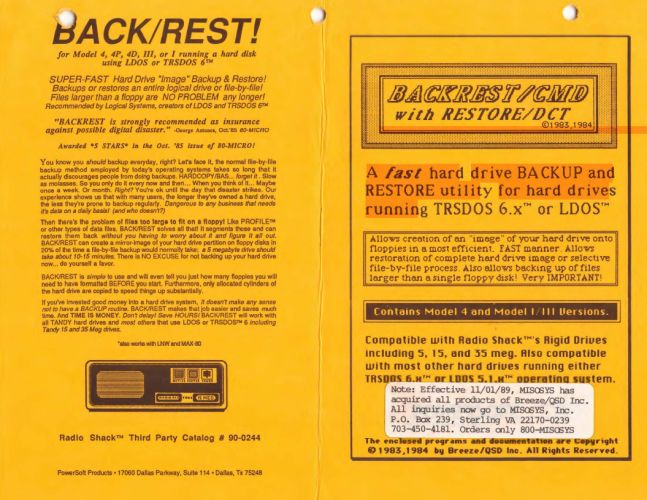 BACK/REST!
for Model 4, 4P, 4D, III, or I running a hard disk
using LDOS or TRSDOS 6™
SUPER-FAST Hard Drive "Image" Backup & Restore!
Backups or restores an entire logical drive or file-by-file!
Files larger than a floppy are NO PROBLEM any longer!
Recommended by Logical Systems, creators of LDOS and TRSDOS 6™
"BACKREST is strongly recommended as insurance
against possible digital disaster." -George Antunes, Oct.'85 80-MICRO
Awarded *5 STARS* in the Oct. '85 issue of 80-MICRO!
You know you should backup everyday, right? Let's face it, the normal file-by-file
backup method employed by today's operating systems takes so long that it
actually discourages people from doing backups. HARDCOPY/BAS... forget it. Slow
as molasses. So you only do it every now and then... When you think of it... Maybe
once a week. Or month. Right? You're ok until the day that disaster strikes. Our
experience shows us that with many users, the longer they've owned a hard drive,
the less they're prone to backup regularly. Dangerous to any business that needs
it's data on a daily basis! (and who doesn't?)
Then there's the problem of files too large to fit on a floppy! Like PROFILE™
or other types of data files. BACK/REST solves all that! It segments these and can
restore them back without you having to worry about it and figure it all out.
BACK/REST can create a mirror-image of your hard drive partition on floppy disks in
20% of the time a file-by-file backup would normally take; a 5 megabyte drive should
take about 10-15 minutes. There is NO EXCUSE for not backing up your hard drive
now... do yourself a favor.
BACK/REST is simple to use and will even tell you just how many floppies you will
need to have formatted BEFORE you start. Furthermore, only allocated cylinders of
the hard drive are copied to speed things up substantially.
If you've invested good money into a hard drive system, it doesn't make any sense
not to have a BACKUP routine. BACK/REST makes that job easier and saves much
time. And TIME IS MONEY. Don't delay! Save HOURS! BACK/REST will work with
all TANDY hard drives and most others that use LDOS or TRSDOS™ 6 including
Tandy 15 and 35 Meg drives.
*also works with LNW and MAX-80
15 MEG
Radio Shack™ Third Party Catalog # 90-0244
PowerSoft Products • 17060 Dallas Parkway, Suite 114 • Dallas, Tx 75248
BACKREST/CMD
with RESTORE/DCT
©1983,1984
A fast hard drive BACKUP and
RESTORE utility for hard drives
running TRSDOS 6.x™ or LDOS™
Allows creation of an "image" of your hard drive onto
floppies in a most efficient, FAST manner. Allows
restoration of complete hard drive image or selective
file-by-file process. Also allows backing up of files
larger than a single floppy disk! Very IMPORTANT!
Contains Model 4 and Model I/III Versions.
Compatible with Radio Shack™'s Rigid Drives
including 5, 15, and 35 meg. Also compatible
with most other hard drives running either
TRSDOS 6.x™ or LDOS 5.1.x™ operating system.
Note: Effective 11/01/89, MISOSYS has
acquired all products of Breeze/QSD Inc.
All inquiries now go to MISOSYS, Inc.
P.O. Box 239, Sterling VA 22170-0239
703-450-4181. Orders only 800-MISOSYS
The enclosed programs and documentation are Copyright
©1983,1984 by Breeze/QSD Inc. All Rights Reserved.